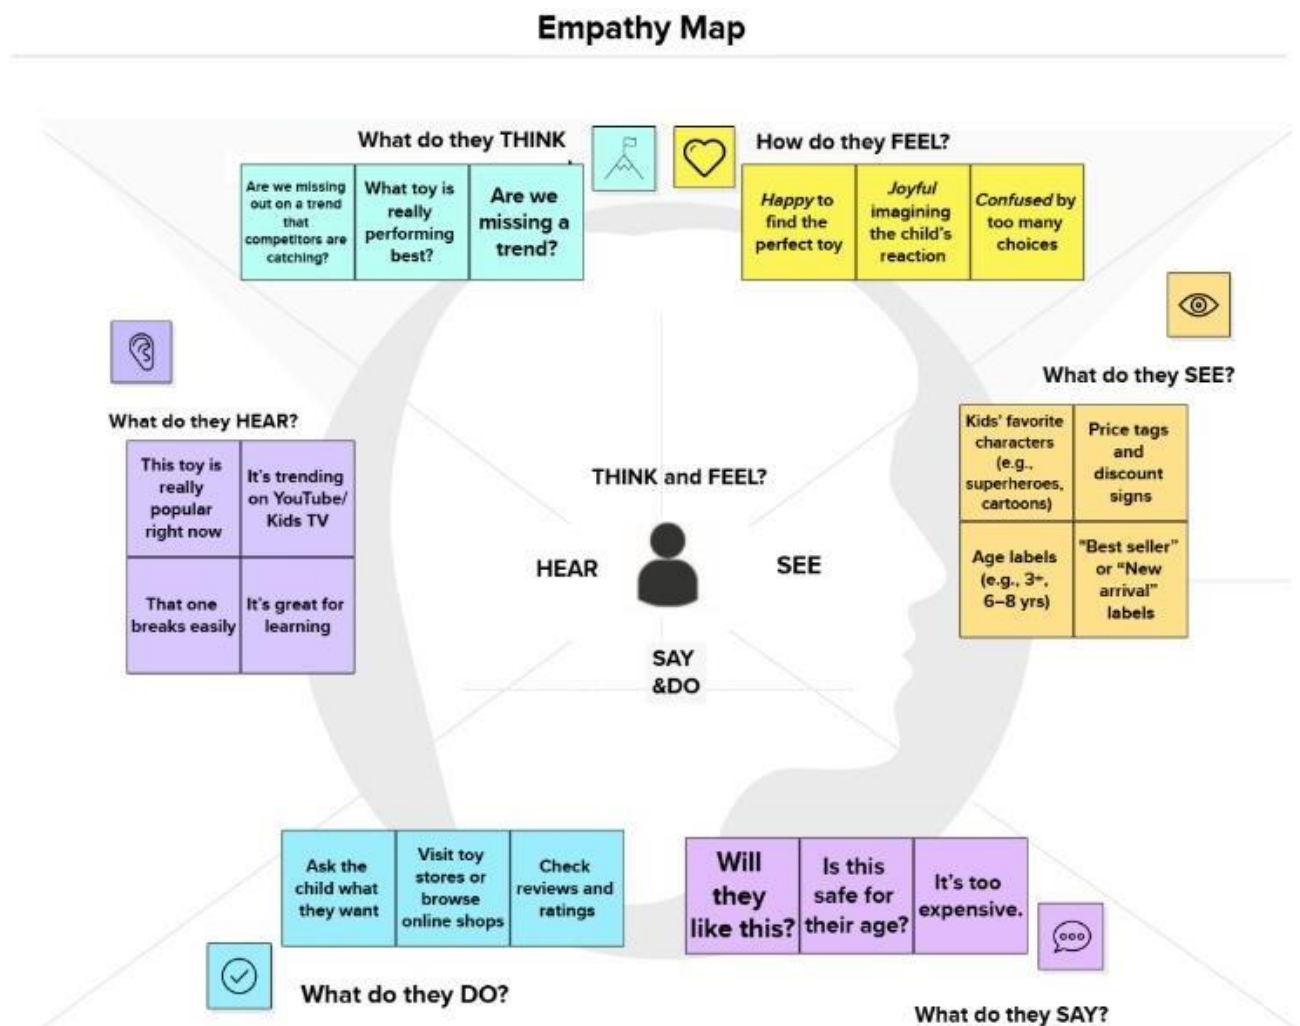 Empathy Map
What do they THINK
Are we missing
out on a trend
that
competitors are
catching?
What toy is
really
performing
best?
Are we
missing a
trend?
How do they FEEL?
Happy to
find the
perfect toy
Joyful
imagining
the child's
reaction
Confused by
too many
choices
What do they HEAR?
This toy is
really
popular
right now
It's trending
on YouTube/
Kids TV
That one
breaks easily
It's great for
learning
What do they SEE?
Kids' favorite
characters
(e.g.,
superheroes,
cartoons)
Price tags
and
discount
signs
Age labels
(e.g., 3+,
6–8 yrs)
"Best seller"
or “New
arrival”
labels
THINK and FEEL?
HEAR
SEE
SAY
&DO
Ask the
child what
they want
Visit toy
stores or
browse
online shops
Check
reviews and
ratings
What do they DO?
Will
they
like this?
Is this
safe for
their age?
It's too
expensive.
What do they SAY?